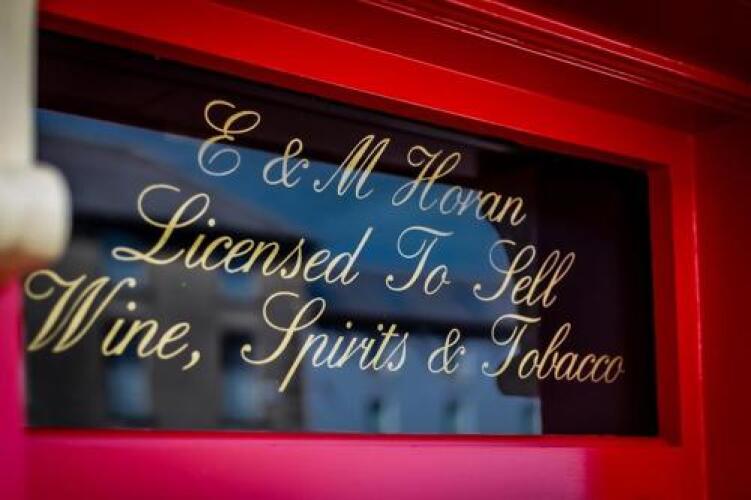 E & M Horan
Licensed To Sell
Wine, Spirits & Tobacco